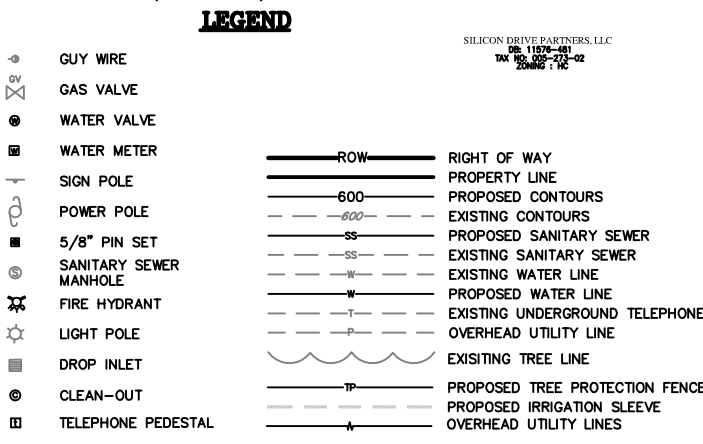 LEGEND
SILICON DRIVE PARTNERS, LLC
DB: 11576-481
TAX NO: 005-273-02
ZONING : HC
GUY WIRE
GV
GAS VALVE
W WATER VALVE
W WATER METER
SIGN POLE
POWER POLE
5/8" PIN SET
S SANITARY SEWER
MANHOLE
FIRE HYDRANT
LIGHT POLE
DROP INLET
C CLEAN-OUT
T TELEPHONE PEDESTAL
ROW RIGHT OF WAY
PROPERTY LINE
600 PROPOSED CONTOURS
600 EXISTING CONTOURS
SS PROPOSED SANITARY SEWER
SS EXISTING SANITARY SEWER
W EXISTING WATER LINE
W PROPOSED WATER LINE
T EXISTING UNDERGROUND TELEPHONE
P OVERHEAD UTILITY LINE
EXISITING TREE LINE
TP PROPOSED TREE PROTECTION FENCE
PROPOSED IRRIGATION SLEEVE
OVERHEAD UTILITY LINES